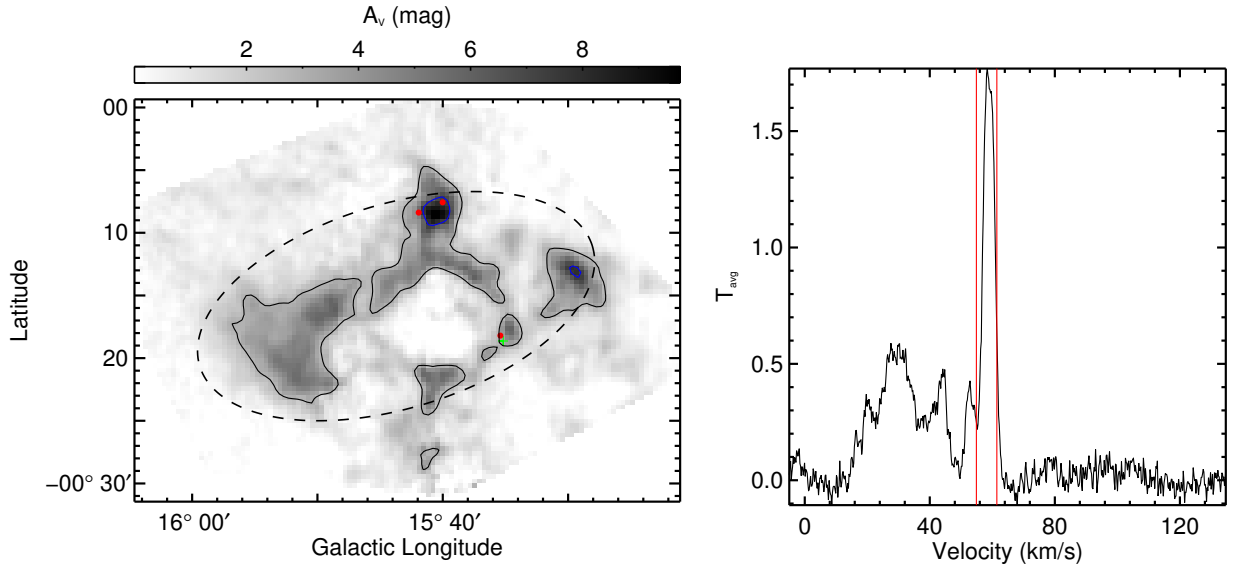 Aᵥ (mag)
2 4 6 8
00
10
20
−00° 30′
Latitude
16° 00′ 15° 40′
Galactic Longitude
1.5
1.0
0.5
0.0
T_avg
0 40 80 120
Velocity (km/s)